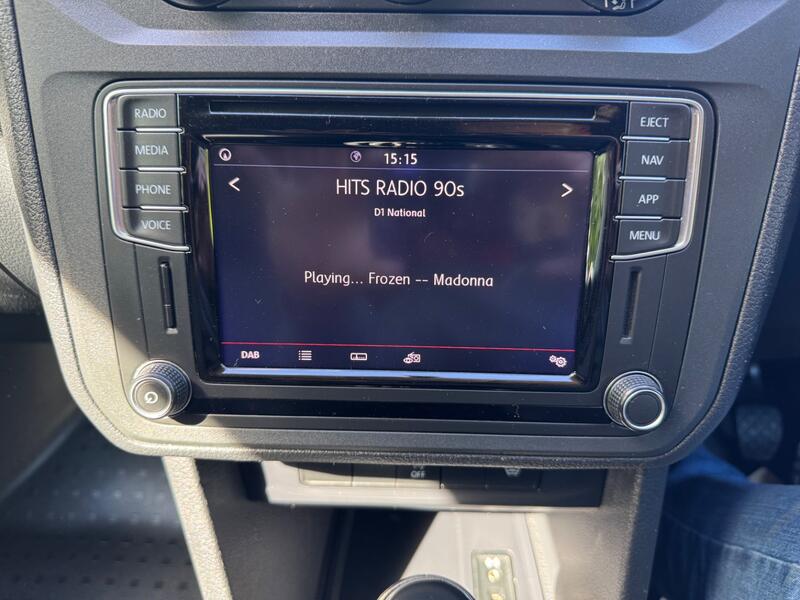 RADIO
MEDIA
PHONE
VOICE
EJECT
NAV
APP
MENU
15:15
HITS RADIO 90s
D1 National
Playing... Frozen -- Madonna
DAB
OFF